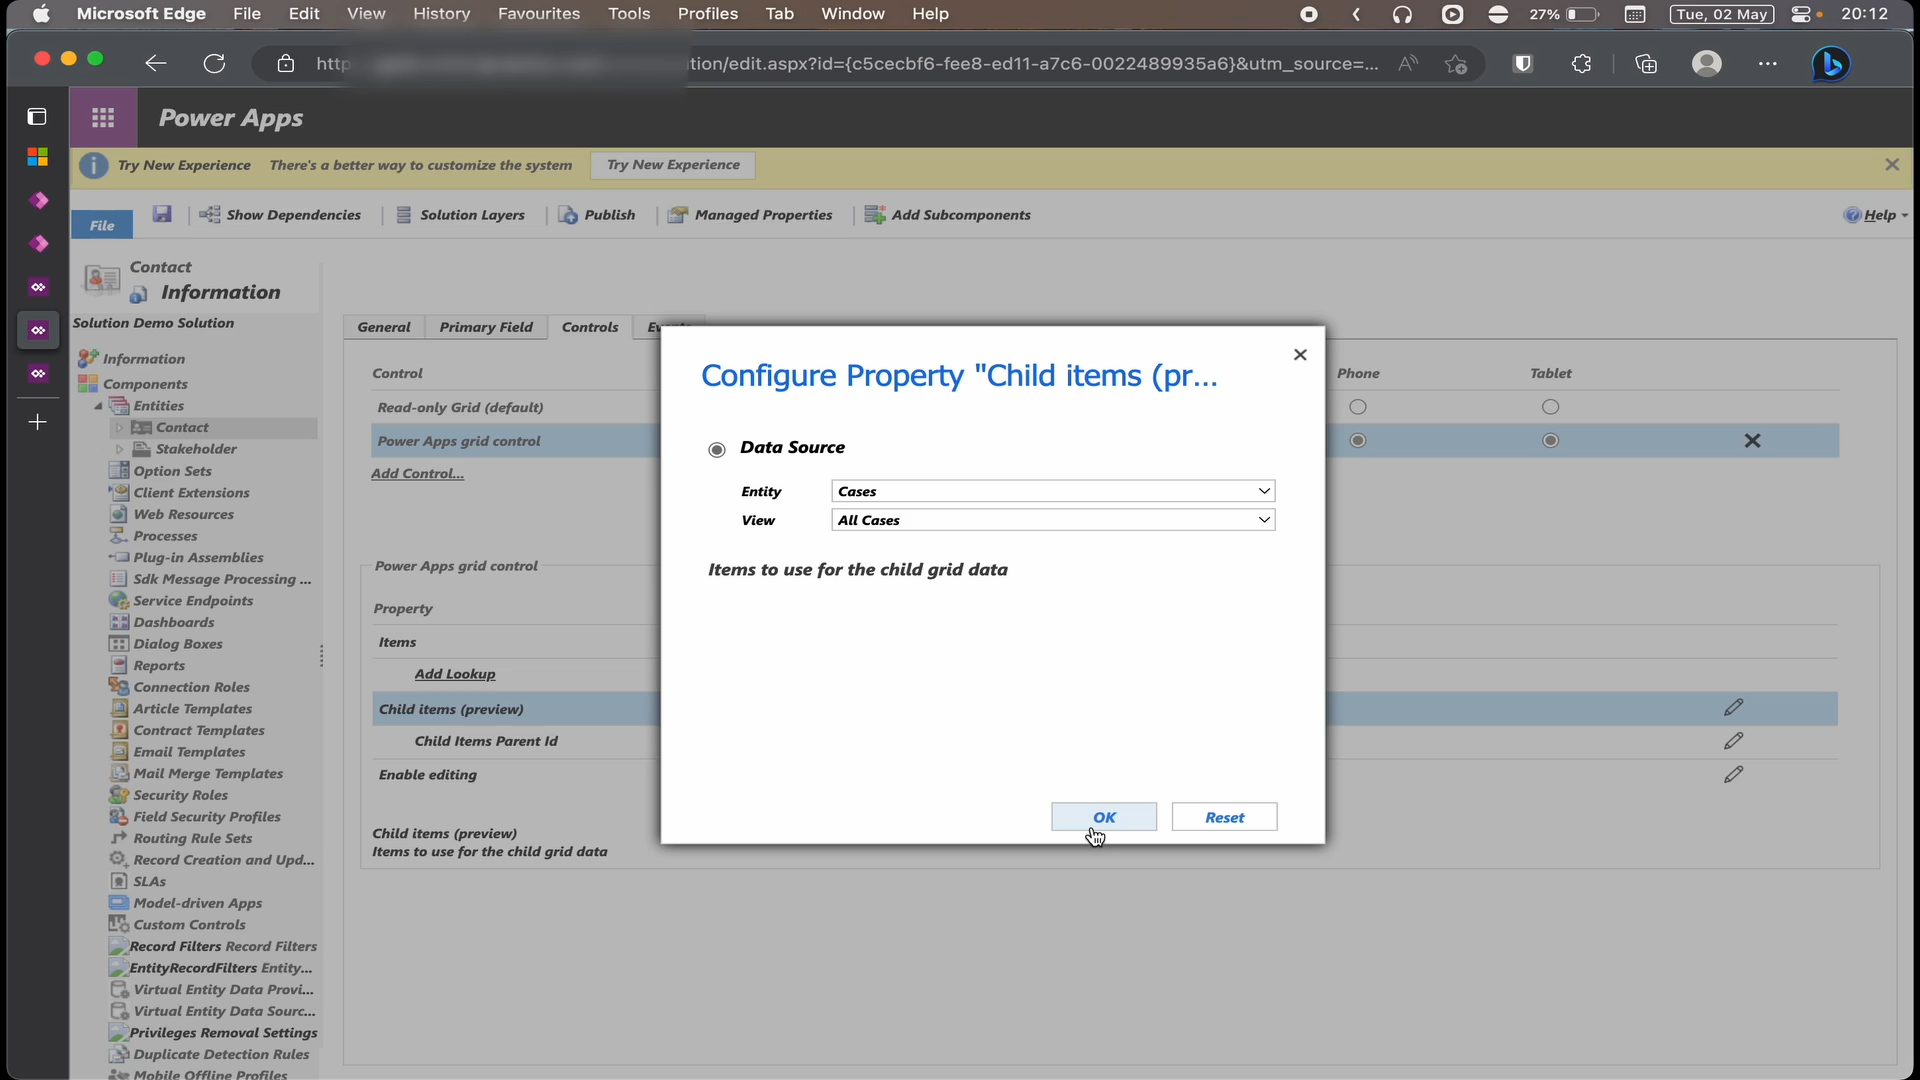 Microsoft Edge File Edit View History Favourites Tools Profiles Tab Window Help 27% Tue, 02 May 20:12
http tion/edit.aspx?id={c5cecbf6-fee8-ed11-a7c6-0022489935a6}&utm_source=...
Power Apps
Try New Experience There's a better way to customize the system Try New Experience
File Show Dependencies Solution Layers Publish Managed Properties Add Subcomponents Help
Contact
Information
Solution Demo Solution
Information
Components
Entities
Contact
Stakeholder
Option Sets
Client Extensions
Web Resources
Processes
Plug-in Assemblies
Sdk Message Processing ...
Service Endpoints
Dashboards
Dialog Boxes
Reports
Connection Roles
Article Templates
Contract Templates
Email Templates
Mail Merge Templates
Security Roles
Field Security Profiles
Routing Rule Sets
Record Creation and Upd...
SLAs
Model-driven Apps
Custom Controls
Record Filters Record Filters
EntityRecordFilters Entity...
Virtual Entity Data Provi...
Virtual Entity Data Sourc...
Privileges Removal Settings
Duplicate Detection Rules
Mobile Offline Profiles
General Primary Field Controls
Control Phone Tablet
Read-only Grid (default)
Power Apps grid control
Add Control...
Power Apps grid control
Property
Items
Add Lookup
Child items (preview)
Child Items Parent Id
Enable editing
Child items (preview)
Items to use for the child grid data
Configure Property "Child items (pr...
Data Source
Entity Cases
View All Cases
Items to use for the child grid data
OK Reset